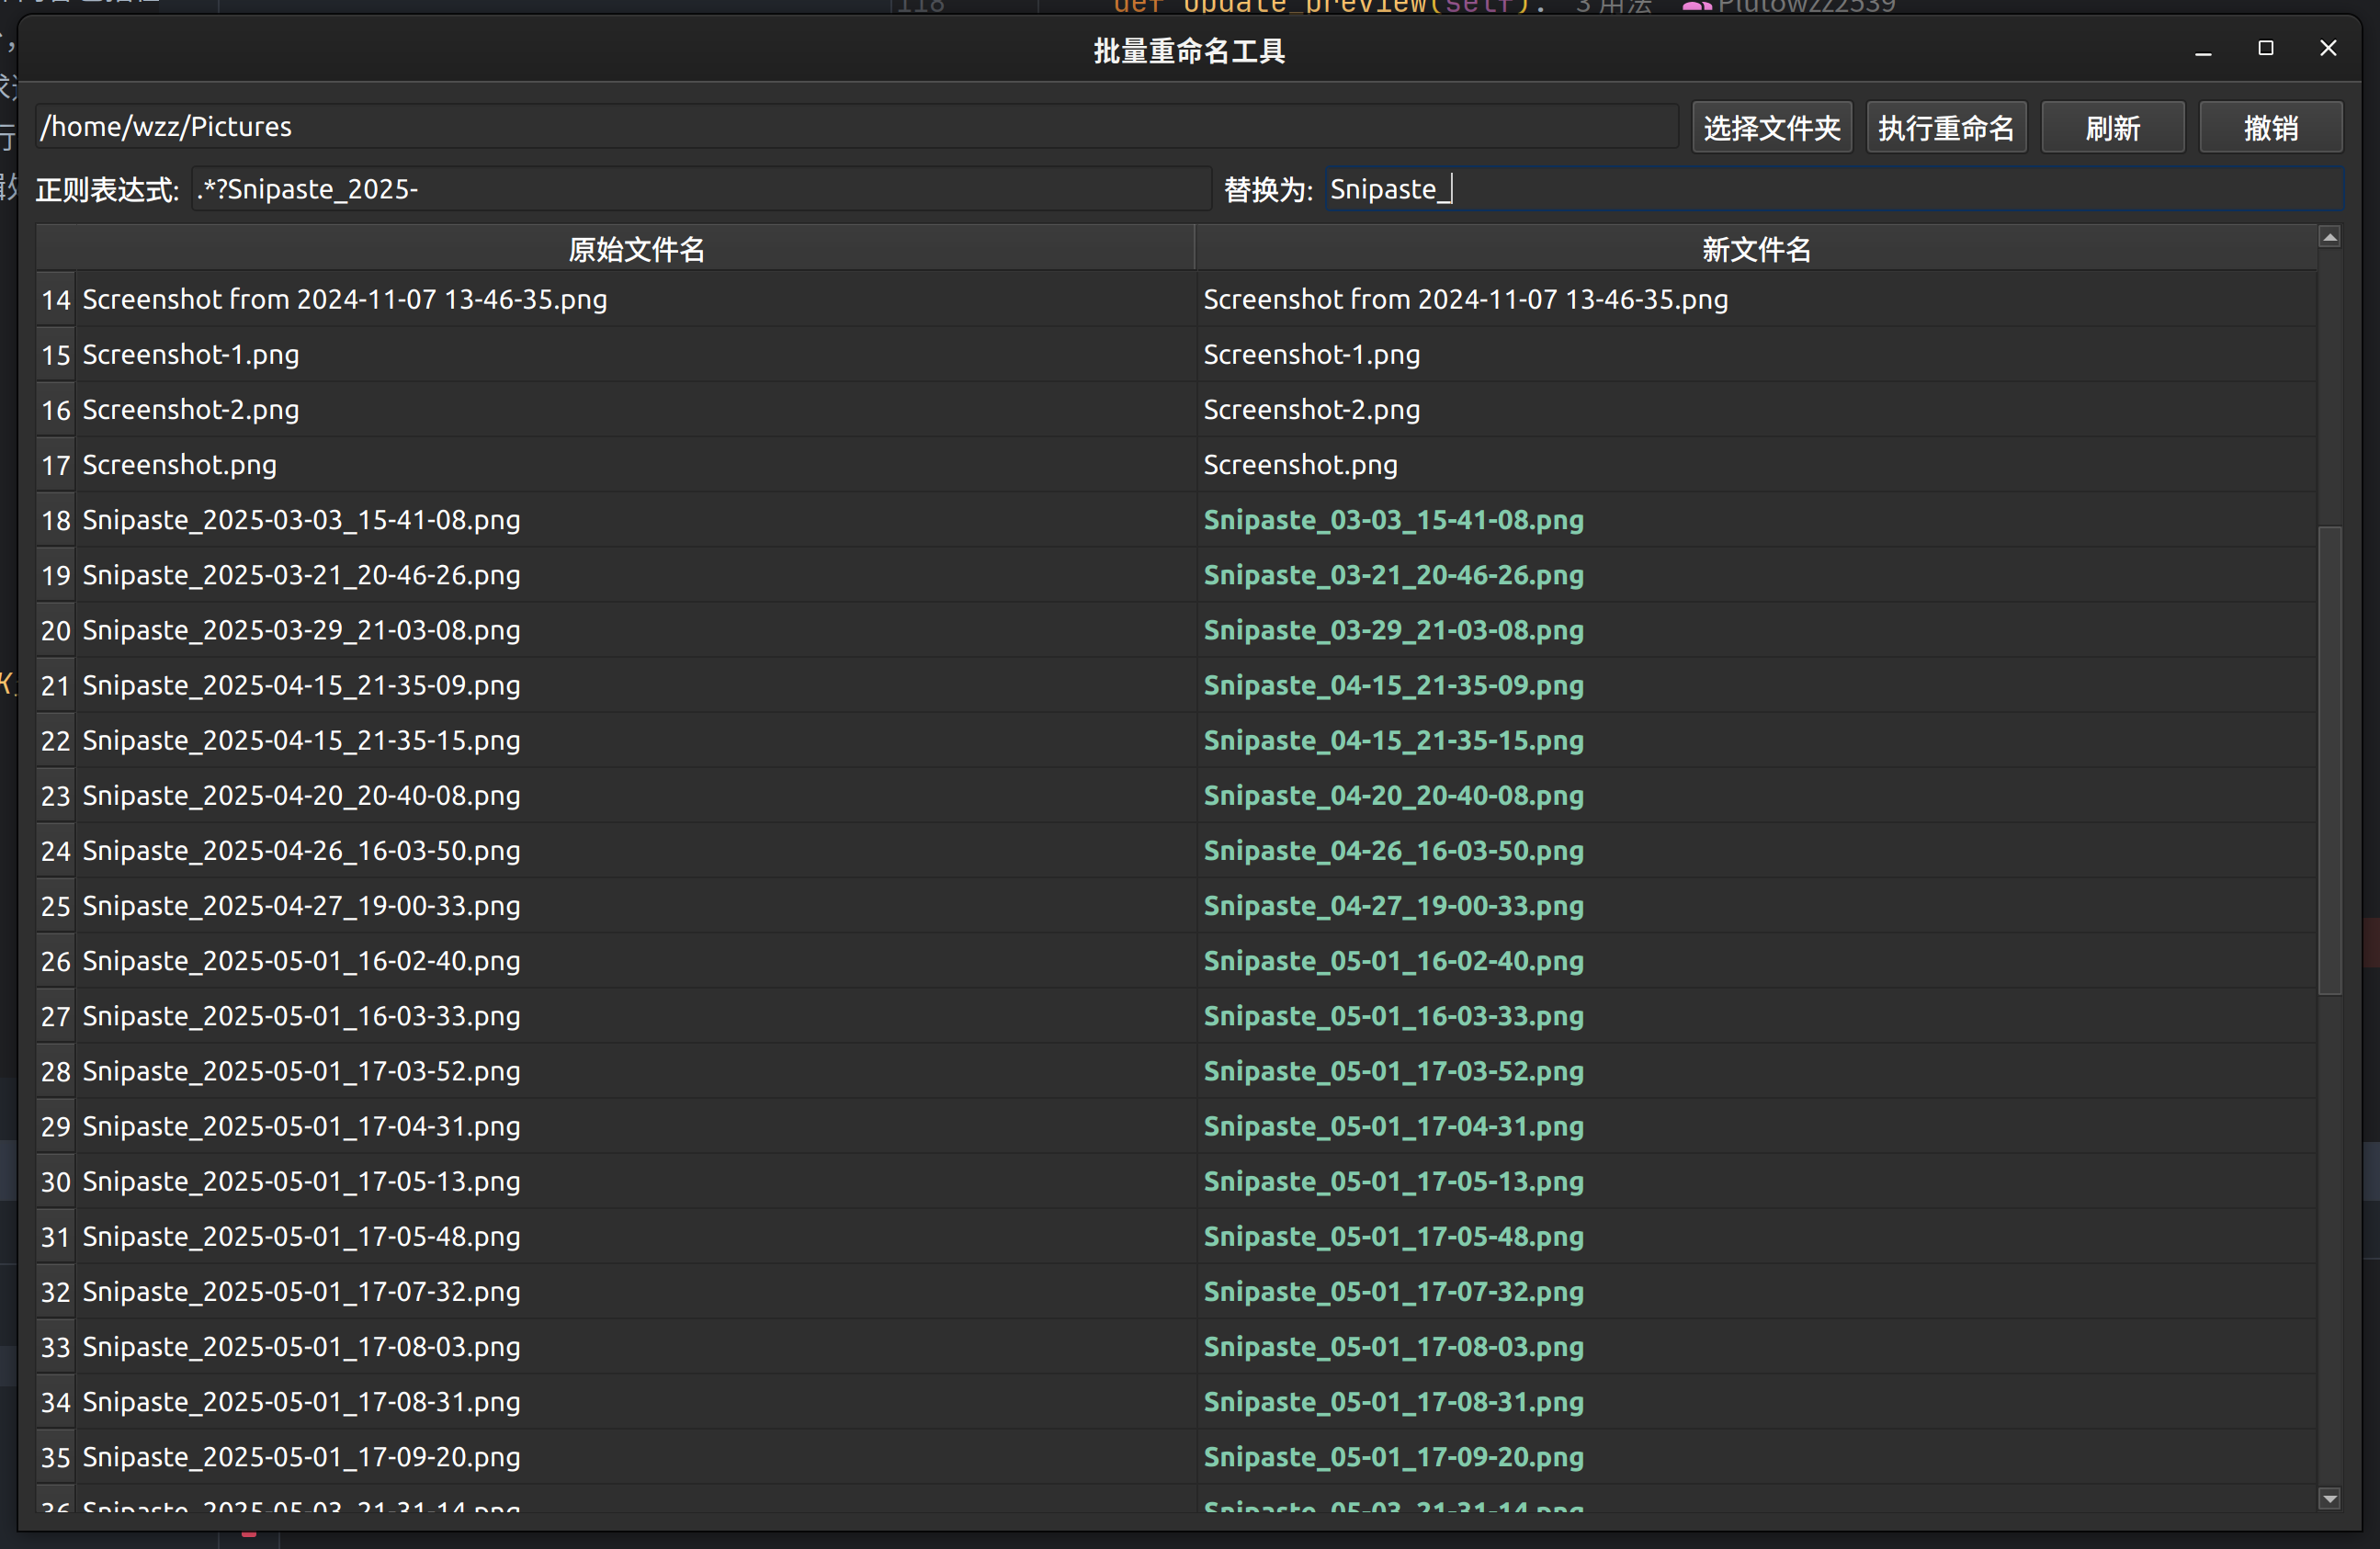 118 def update_preview(self): 3 用法 Plutowzz2539
批量重命名工具
/home/wzz/Pictures 选择文件夹 执行重命名 刷新 撤销
正则表达式: .*?Snipaste_2025- 替换为: Snipaste_
原始文件名 新文件名
14 Screenshot from 2024-11-07 13-46-35.png Screenshot from 2024-11-07 13-46-35.png
15 Screenshot-1.png Screenshot-1.png
16 Screenshot-2.png Screenshot-2.png
17 Screenshot.png Screenshot.png
18 Snipaste_2025-03-03_15-41-08.png Snipaste_03-03_15-41-08.png
19 Snipaste_2025-03-21_20-46-26.png Snipaste_03-21_20-46-26.png
20 Snipaste_2025-03-29_21-03-08.png Snipaste_03-29_21-03-08.png
21 Snipaste_2025-04-15_21-35-09.png Snipaste_04-15_21-35-09.png
22 Snipaste_2025-04-15_21-35-15.png Snipaste_04-15_21-35-15.png
23 Snipaste_2025-04-20_20-40-08.png Snipaste_04-20_20-40-08.png
24 Snipaste_2025-04-26_16-03-50.png Snipaste_04-26_16-03-50.png
25 Snipaste_2025-04-27_19-00-33.png Snipaste_04-27_19-00-33.png
26 Snipaste_2025-05-01_16-02-40.png Snipaste_05-01_16-02-40.png
27 Snipaste_2025-05-01_16-03-33.png Snipaste_05-01_16-03-33.png
28 Snipaste_2025-05-01_17-03-52.png Snipaste_05-01_17-03-52.png
29 Snipaste_2025-05-01_17-04-31.png Snipaste_05-01_17-04-31.png
30 Snipaste_2025-05-01_17-05-13.png Snipaste_05-01_17-05-13.png
31 Snipaste_2025-05-01_17-05-48.png Snipaste_05-01_17-05-48.png
32 Snipaste_2025-05-01_17-07-32.png Snipaste_05-01_17-07-32.png
33 Snipaste_2025-05-01_17-08-03.png Snipaste_05-01_17-08-03.png
34 Snipaste_2025-05-01_17-08-31.png Snipaste_05-01_17-08-31.png
35 Snipaste_2025-05-01_17-09-20.png Snipaste_05-01_17-09-20.png
36 Snipaste_2025-05-03_21-31-14.png Snipaste_05-03_21-31-14.png